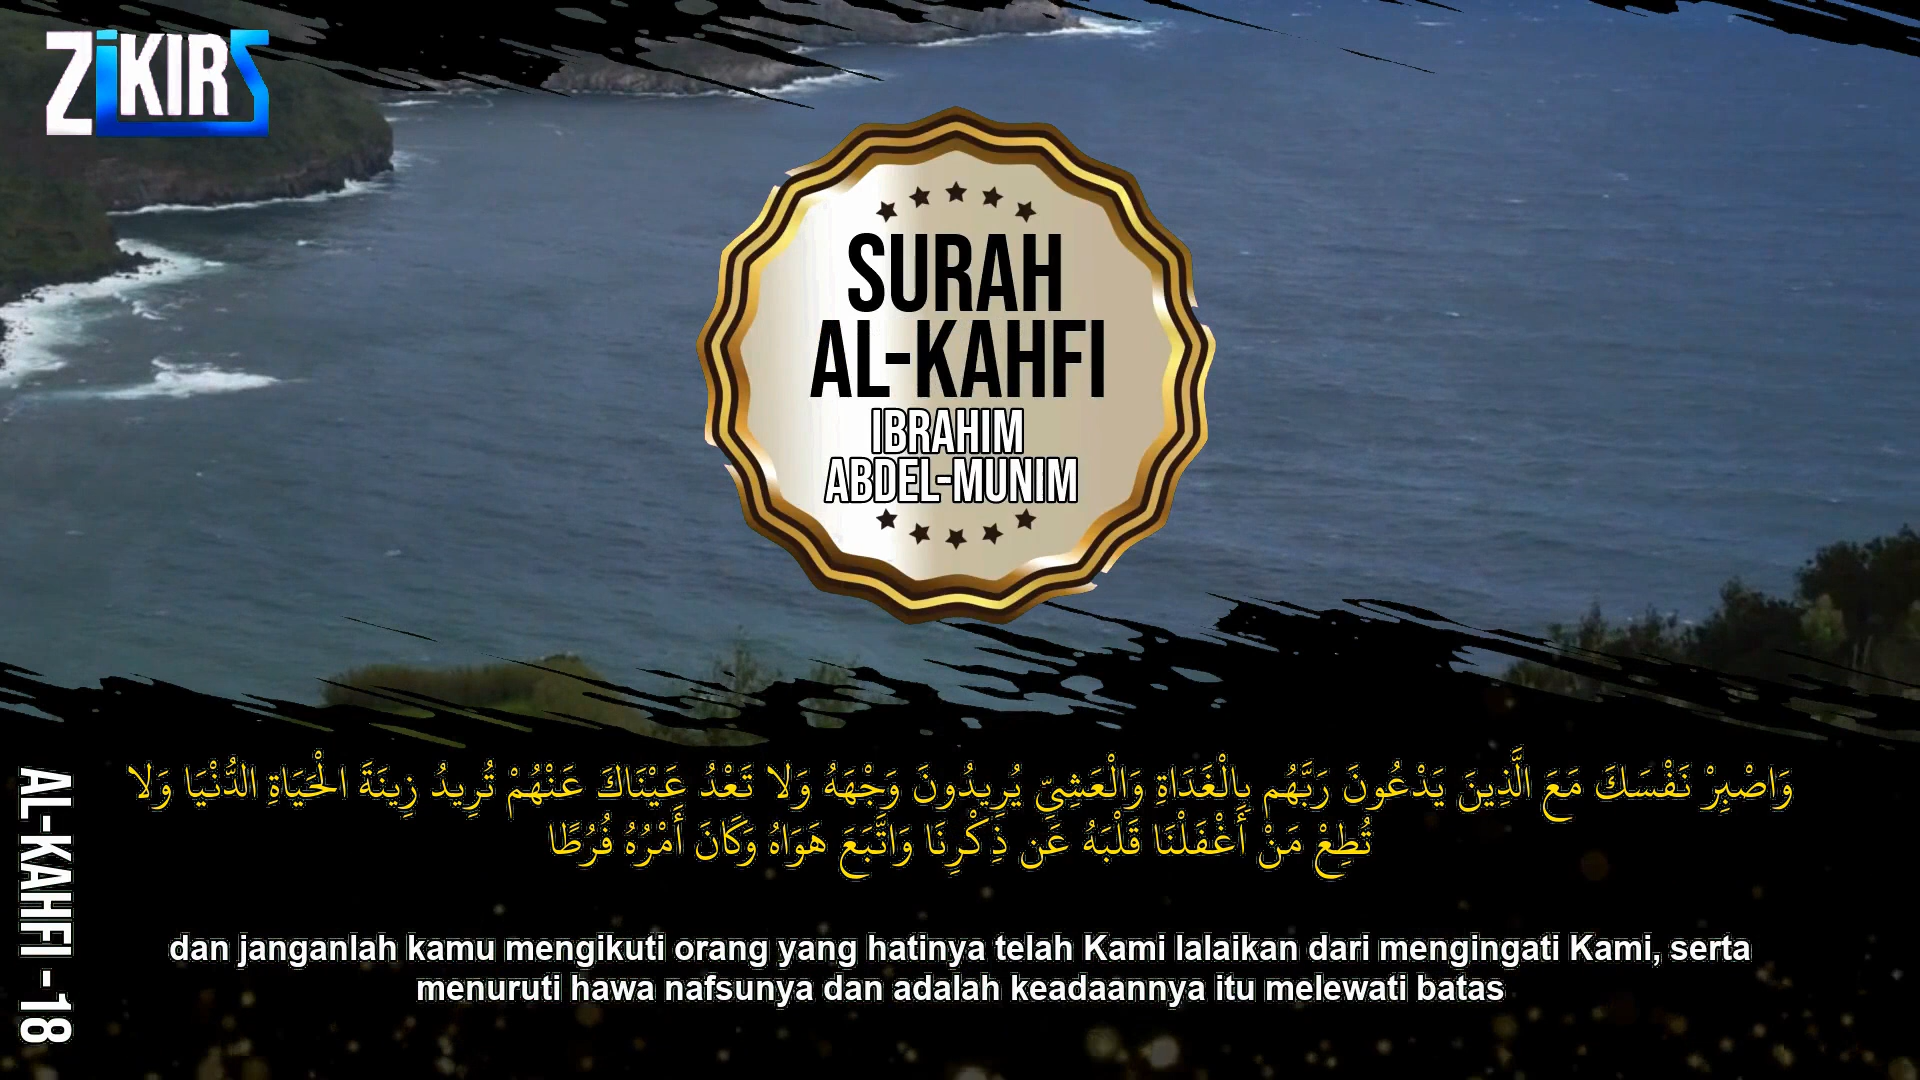 ZiKIRS
SURAH
AL-KAHFI
IBRAHIM
ABDEL-MUNIM
وَاصْبِرْ نَفْسَكَ مَعَ الَّذِينَ يَدْعُونَ رَبَّهُم بِالْغَدَاةِ وَالْعَشِيِّ يُرِيدُونَ وَجْهَهُ وَلا تَعْدُ عَيْنَاكَ عَنْهُمْ تُرِيدُ زِينَةَ الْحَيَاةِ الدُّنْيَا وَلا
تُطِعْ مَنْ أَغْفَلْنَا قَلْبَهُ عَن ذِكْرِنَا وَاتَّبَعَ هَوَاهُ وَكَانَ أَمْرُهُ فُرُطًا
AL-KAHFI -18
dan janganlah kamu mengikuti orang yang hatinya telah Kami lalaikan dari mengingati Kami, serta
menuruti hawa nafsunya dan adalah keadaannya itu melewati batas